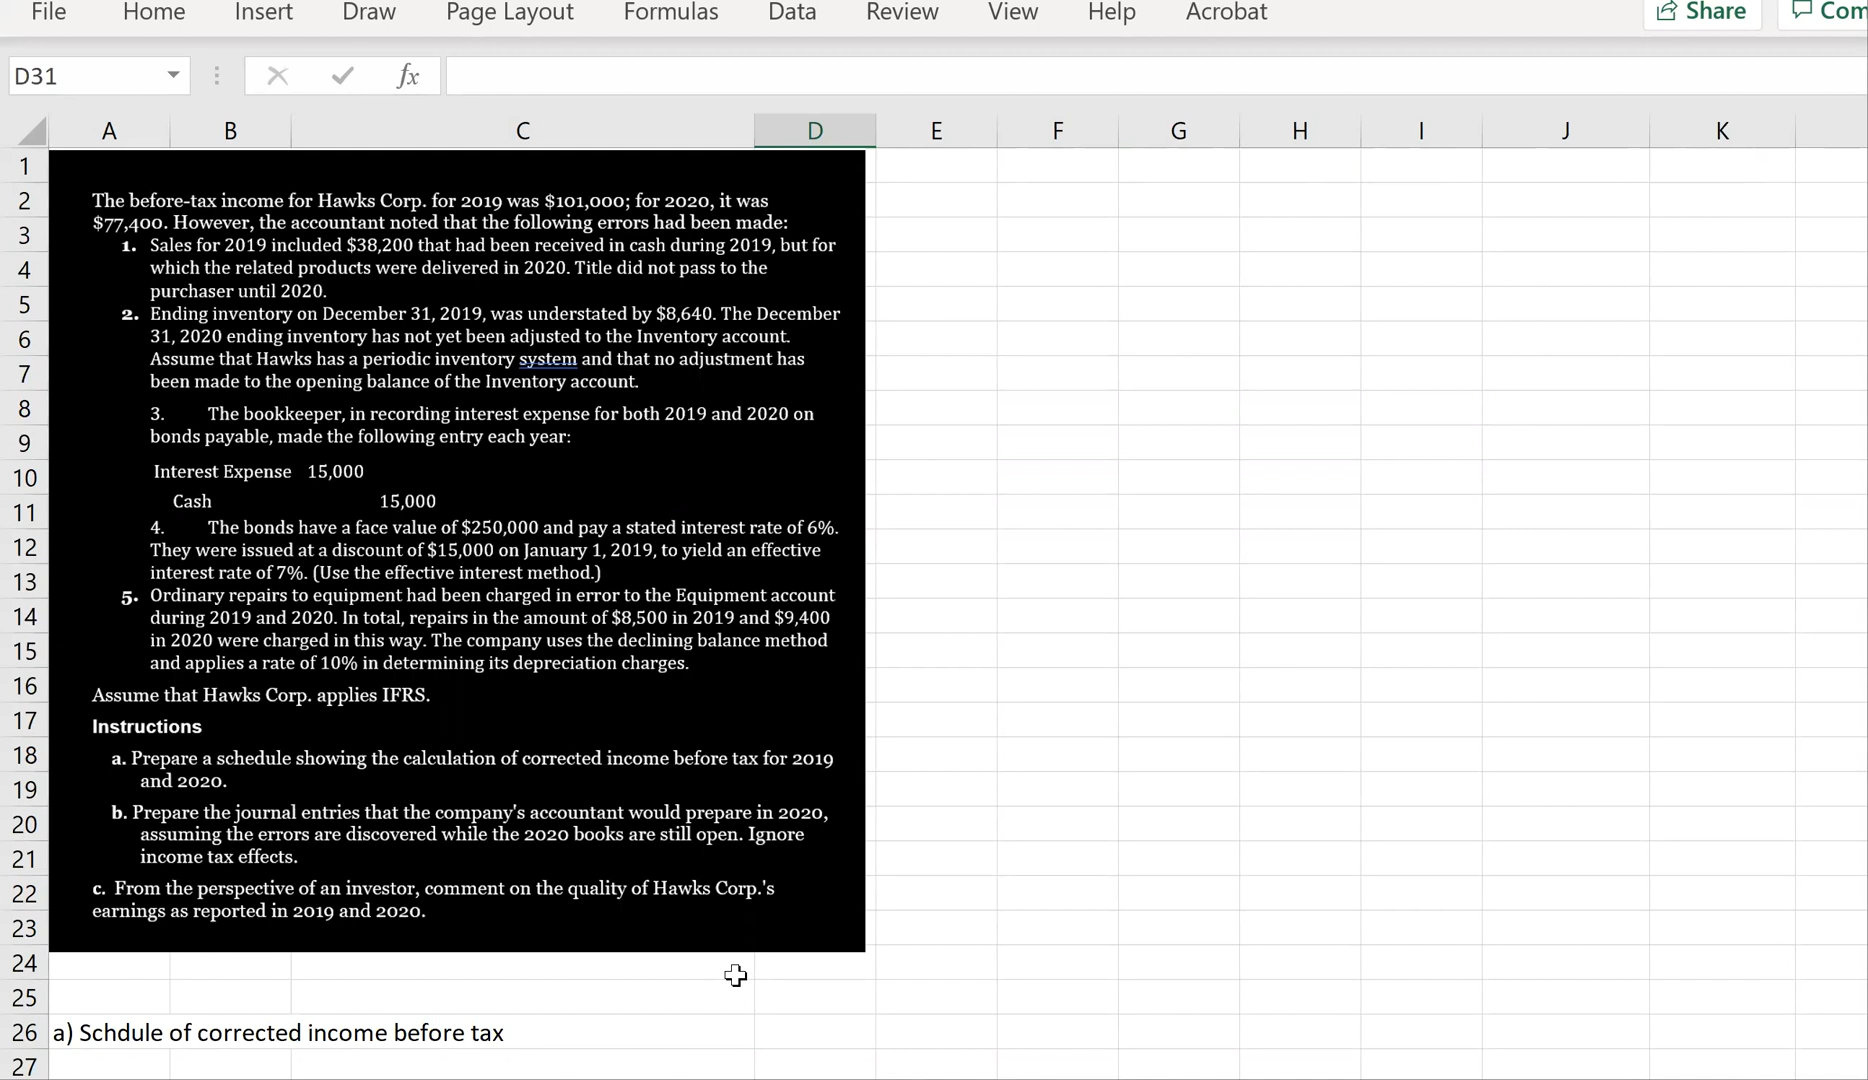 File Home Insert Draw Page Layout Formulas Data Review View Help Acrobat Share Com
D31 fx
A B C D E F G H I J K
1
2
3
4
5
6
7
8
9
10
11
12
13
14
15
16
17
18
19
20
21
22
23
24
25
26
27
The before-tax income for Hawks Corp. for 2019 was $101,000; for 2020, it was
$77,400. However, the accountant noted that the following errors had been made:
1. Sales for 2019 included $38,200 that had been received in cash during 2019, but for
which the related products were delivered in 2020. Title did not pass to the
purchaser until 2020.
2. Ending inventory on December 31, 2019, was understated by $8,640. The December
31, 2020 ending inventory has not yet been adjusted to the Inventory account.
Assume that Hawks has a periodic inventory system and that no adjustment has
been made to the opening balance of the Inventory account.
3. The bookkeeper, in recording interest expense for both 2019 and 2020 on
bonds payable, made the following entry each year:
Interest Expense 15,000
Cash 15,000
4. The bonds have a face value of $250,000 and pay a stated interest rate of 6%.
They were issued at a discount of $15,000 on January 1, 2019, to yield an effective
interest rate of 7%. (Use the effective interest method.)
5. Ordinary repairs to equipment had been charged in error to the Equipment account
during 2019 and 2020. In total, repairs in the amount of $8,500 in 2019 and $9,400
in 2020 were charged in this way. The company uses the declining balance method
and applies a rate of 10% in determining its depreciation charges.
Assume that Hawks Corp. applies IFRS.
Instructions
a. Prepare a schedule showing the calculation of corrected income before tax for 2019
and 2020.
b. Prepare the journal entries that the company's accountant would prepare in 2020,
assuming the errors are discovered while the 2020 books are still open. Ignore
income tax effects.
c. From the perspective of an investor, comment on the quality of Hawks Corp.'s
earnings as reported in 2019 and 2020.
a) Schdule of corrected income before tax